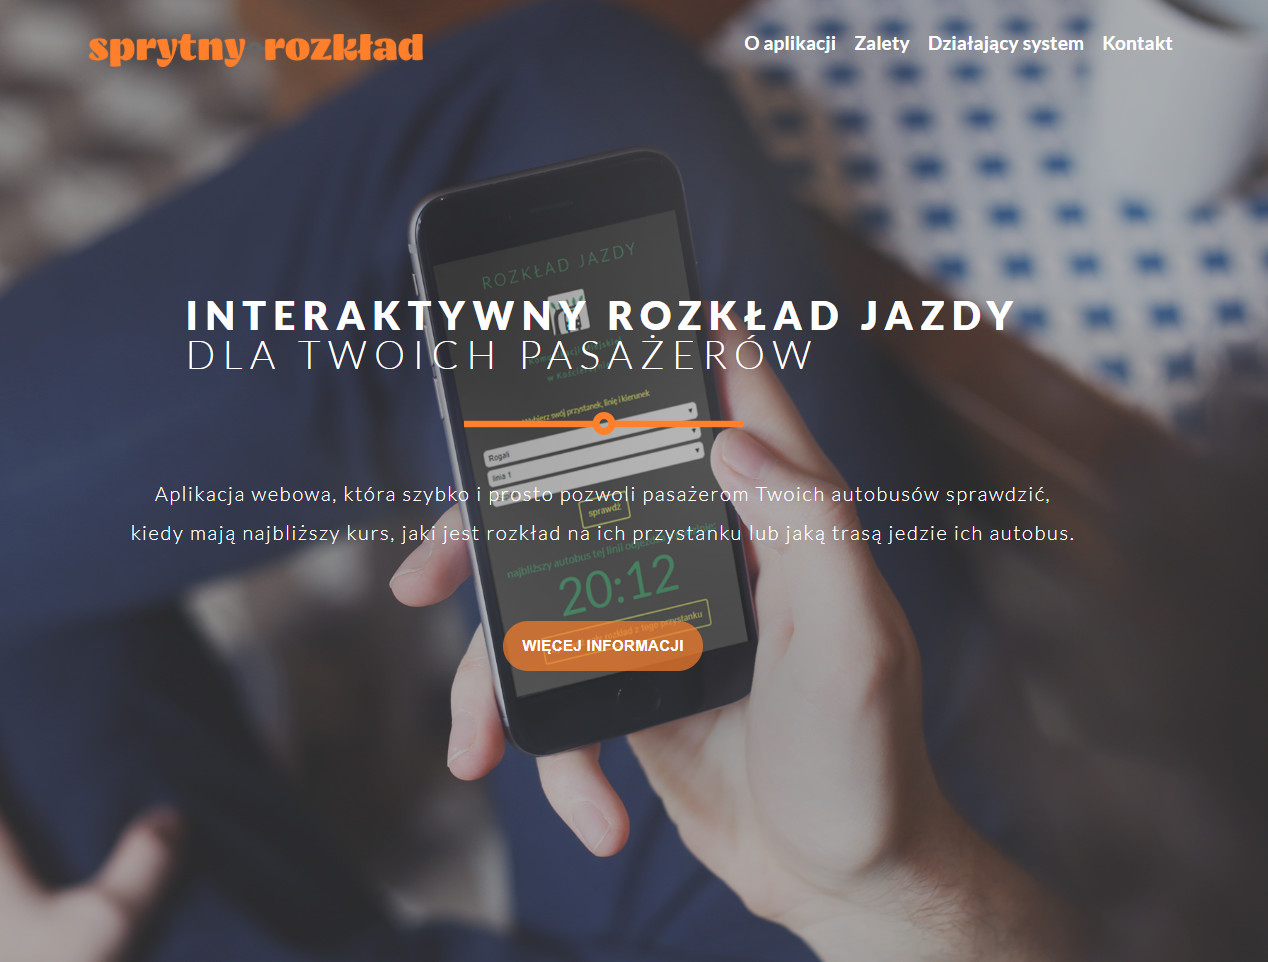 sprytny rozkład
O aplikacji Zalety Działający system Kontakt
ROZKŁAD JAZDY
INTERAKTYWNY ROZKŁAD JAZDY
DLA TWOICH PASAŻERÓW
Wybierz swój przystanek, linię i kierunek
Rogali
linia 1
Aplikacja webowa, która szybko i prosto pozwoli pasażerom Twoich autobusów sprawdzić,
sprawdź
kiedy mają najbliższy kurs, jaki jest rozkład na ich przystanku lub jaką trasą jedzie ich autobus.
najbliższy autobus tej linii
20:12
rozkład z tego przystanku
WIĘCEJ INFORMACJI